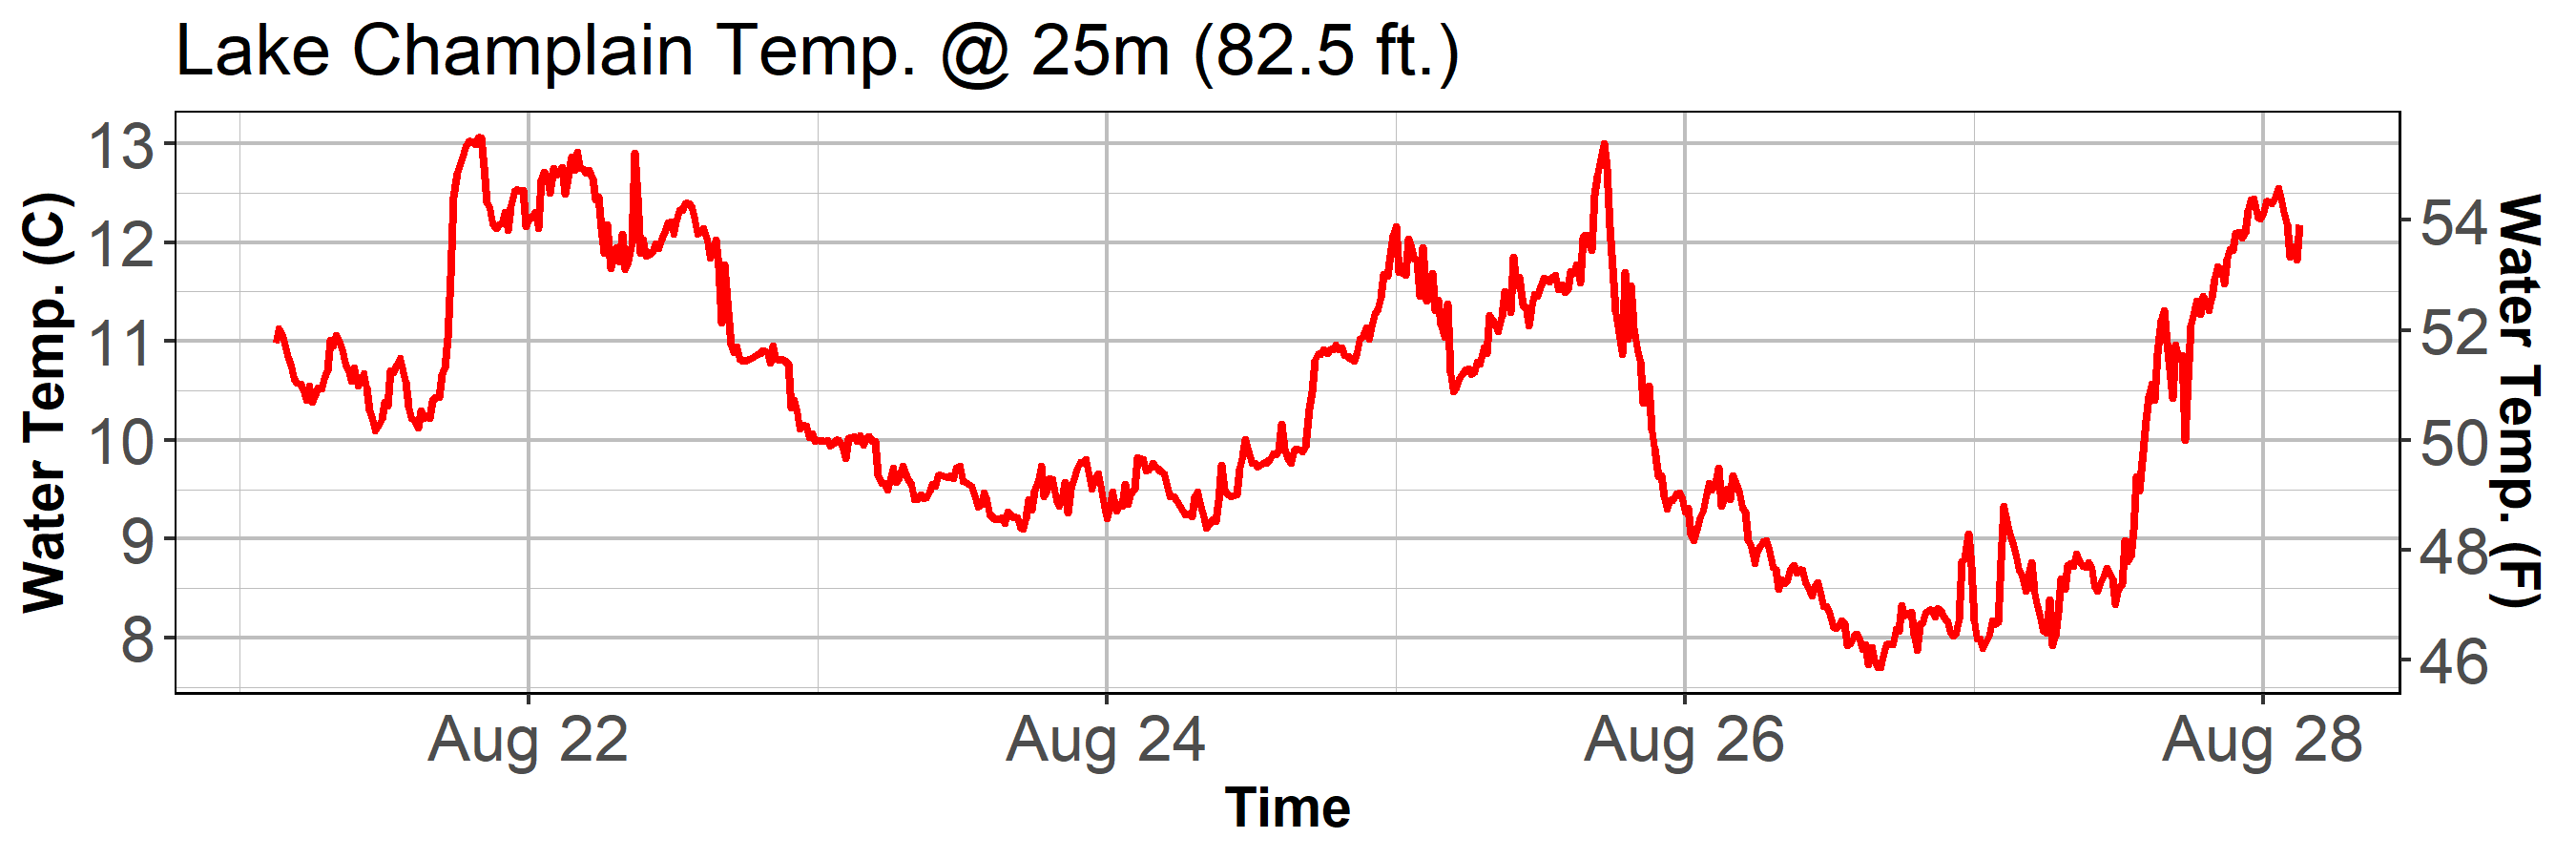 Lake Champlain Temp. @ 25m (82.5 ft.)
Water Temp. (C)
13
12
11
10
9
8
54
52
50
48
46
Water Temp. (F)
Aug 22 Aug 24 Aug 26 Aug 28
Time